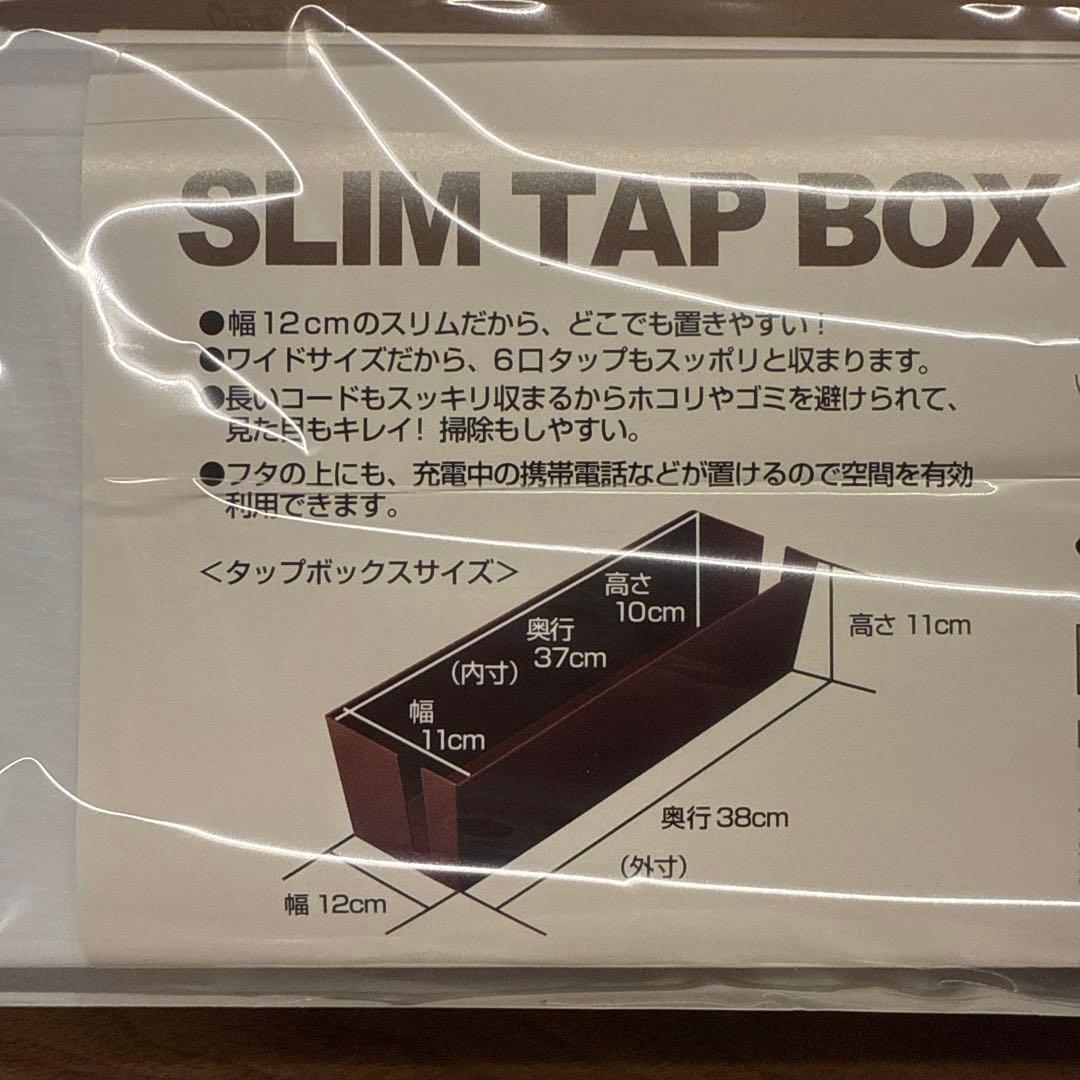 SLIM TAP BOX
●幅12cmのスリムだから、どこでも置きやすい!
●ワイドサイズだから、6口タップもスッポリと収まります。
●長いコードもスッキリ収まるからホコリやゴミを避けられて、
見た目もキレイ! 掃除もしやすい。
●フタの上にも、充電中の携帯電話などが置けるので空間を有効
利用できます。
＜タップボックスサイズ＞
高さ
10cm
奥行
37cm
(内寸)
幅
11cm
高さ 11cm
奥行 38cm
(外寸)
幅 12cm